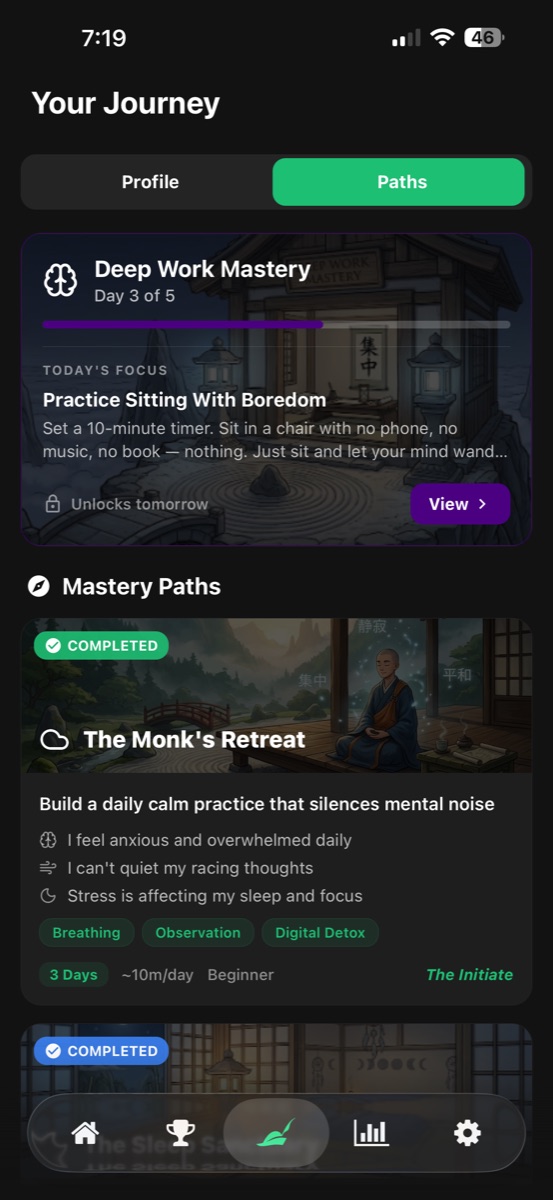 7:19
46
Your Journey
Profile
Paths
Deep Work Mastery
Day 3 of 5
集中
TODAY'S FOCUS
Practice Sitting With Boredom
Set a 10-minute timer. Sit in a chair with no phone, no
music, no book — nothing. Just sit and let your mind wand...
Unlocks tomorrow
View
Mastery Paths
COMPLETED
静寂
集中
平和
The Monk's Retreat
Build a daily calm practice that silences mental noise
I feel anxious and overwhelmed daily
I can't quiet my racing thoughts
Stress is affecting my sleep and focus
Breathing
Observation
Digital Detox
3 Days
~10m/day
Beginner
The Initiate
COMPLETED
The Sleep